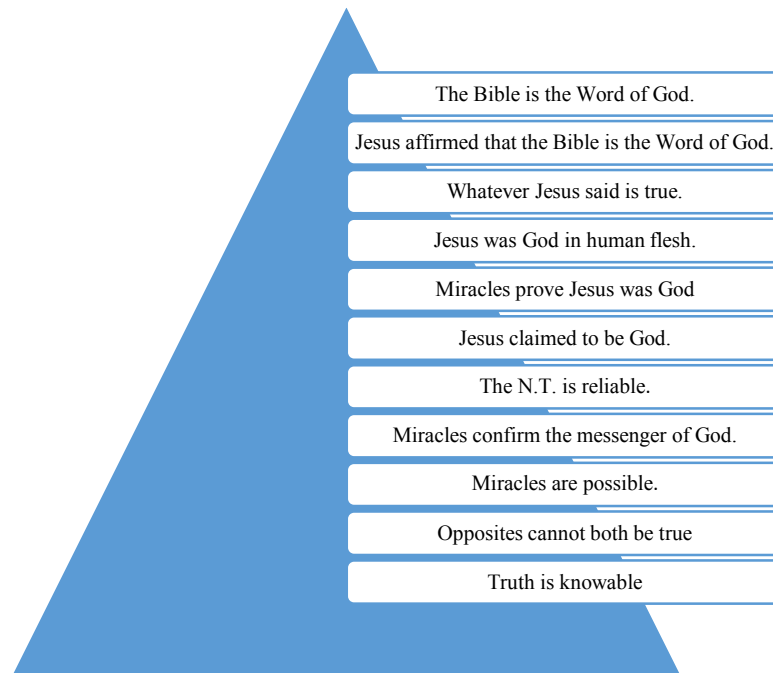 The Bible is the Word of God.
Jesus affirmed that the Bible is the Word of God.
Whatever Jesus said is true.
Jesus was God in human flesh.
Miracles prove Jesus was God
Jesus claimed to be God.
The N.T. is reliable.
Miracles confirm the messenger of God.
Miracles are possible.
Opposites cannot both be true
Truth is knowable